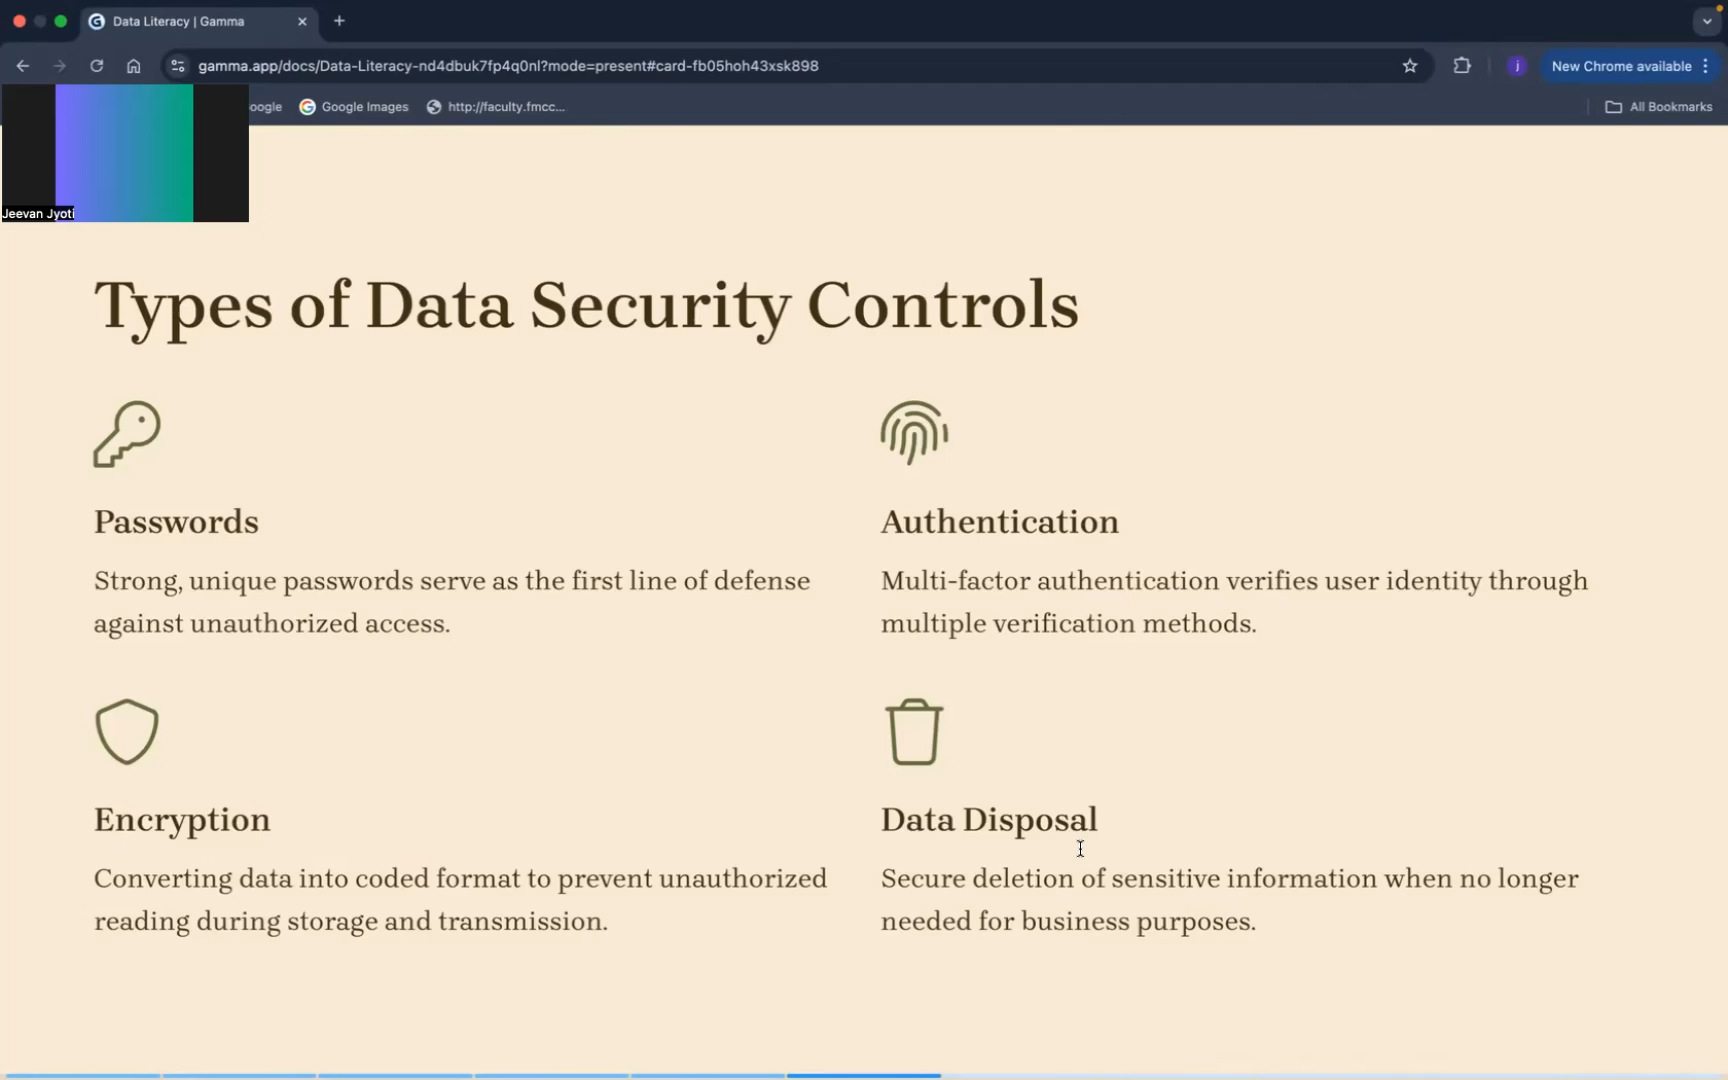 Data Literacy | Gamma
gamma.app/docs/Data-Literacy-nd4dbuk7fp4q0nl?mode=present#card-fb05hoh43xsk898
j
New Chrome available
oogle
Google Images
http://faculty.fmcc...
All Bookmarks
Jeevan Jyoti
Types of Data Security Controls
Passwords
Strong, unique passwords serve as the first line of defense
against unauthorized access.
Authentication
Multi-factor authentication verifies user identity through
multiple verification methods.
Encryption
Converting data into coded format to prevent unauthorized
reading during storage and transmission.
Data Disposal
Secure deletion of sensitive information when no longer
needed for business purposes.